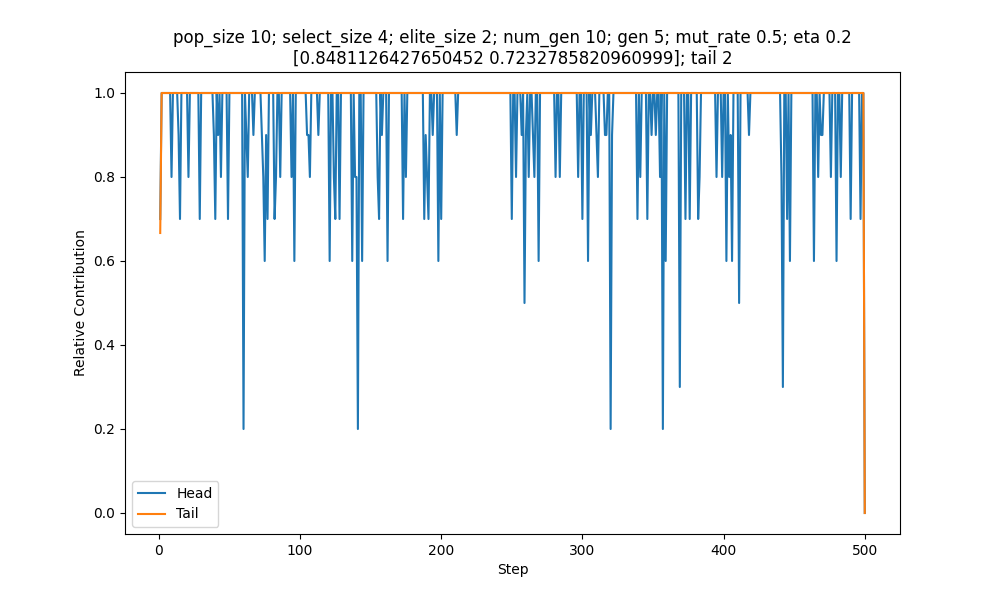 pop_size 10; select_size 4; elite_size 2; num_gen 10; gen 5; mut_rate 0.5; eta 0.2
[0.8481126427650452 0.7232785820960999]; tail 2
1.0
0.8
0.6
0.4
0.2
0.0
Relative Contribution
Head
Tail
0
100
200
300
400
500
Step